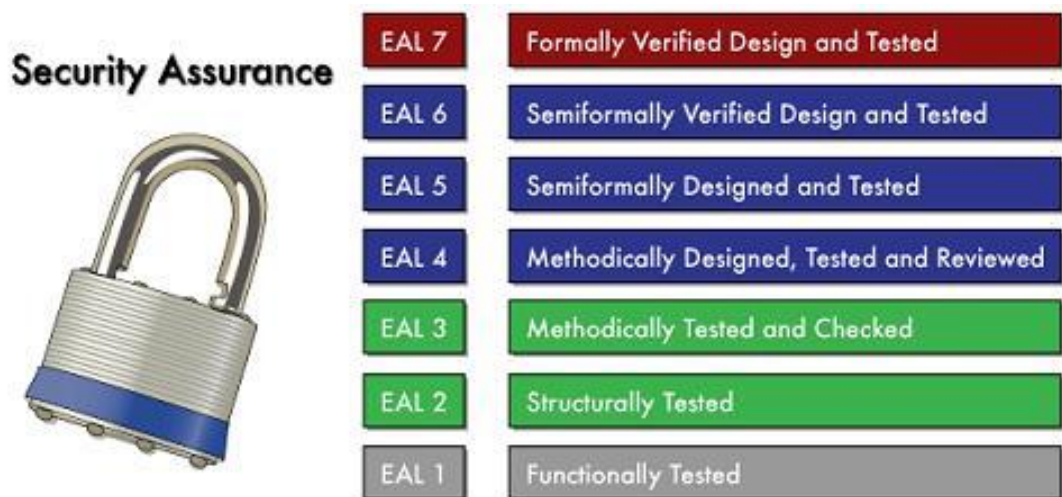 Security Assurance
EAL 7 Formally Verified Design and Tested
EAL 6 Semiformally Verified Design and Tested
EAL 5 Semiformally Designed and Tested
EAL 4 Methodically Designed, Tested and Reviewed
EAL 3 Methodically Tested and Checked
EAL 2 Structurally Tested
EAL 1 Functionally Tested